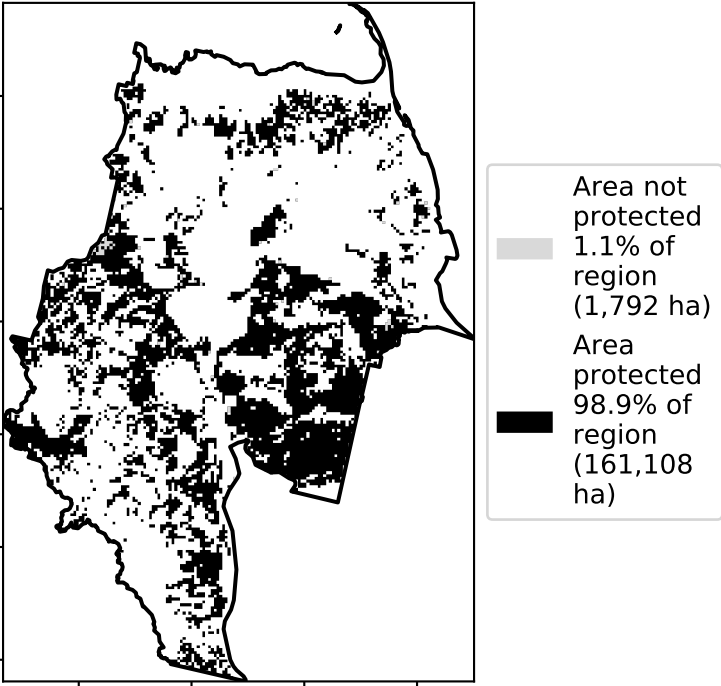 Area not
protected
1.1% of
region
(1,792 ha)
Area
protected
98.9% of
region
(161,108
ha)